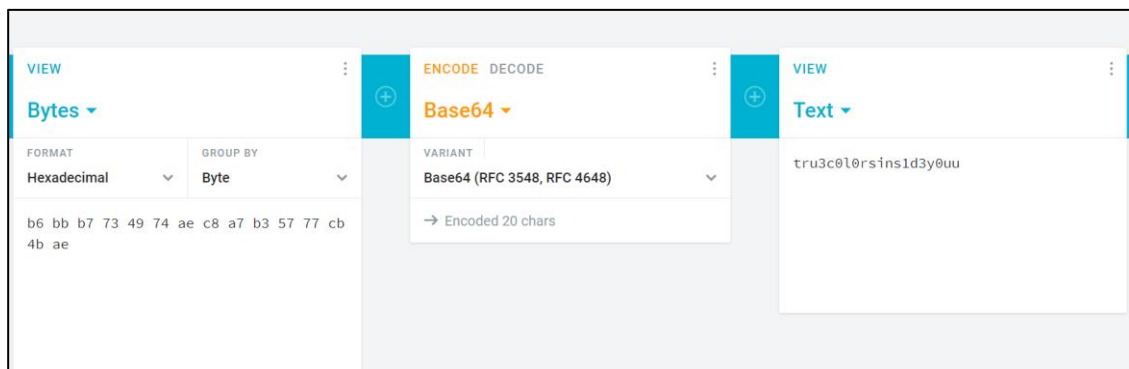 VIEW
Bytes
FORMAT
Hexadecimal
GROUP BY
Byte
b6 bb b7 73 49 74 ae c8 a7 b3 57 77 cb
4b ae
ENCODE DECODE
Base64
VARIANT
Base64 (RFC 3548, RFC 4648)
→ Encoded 20 chars
VIEW
Text
tru3c0l0rsins1d3y0uu